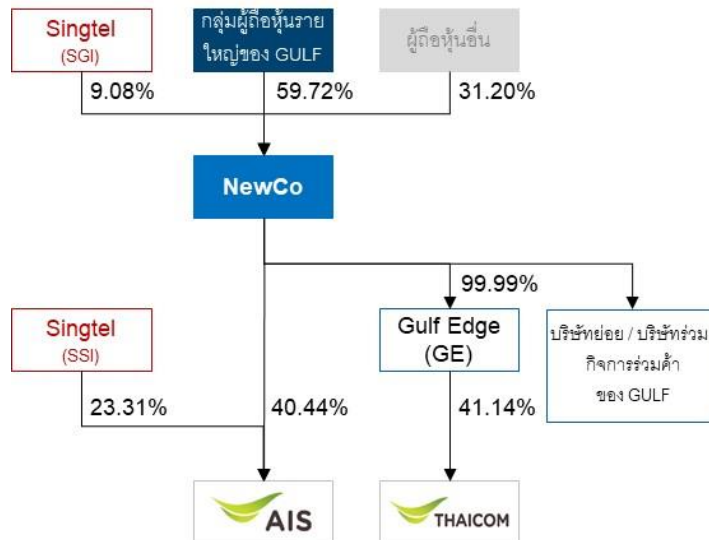 Singtel
(SGI)
กลุ่มผู้ถือหุ้นราย
ใหญ่ของ GULF
ผู้ถือหุ้นอื่น
9.08%
59.72%
31.20%
NewCo
99.99%
Singtel
(SSI)
Gulf Edge
(GE)
บริษัทย่อย / บริษัทร่วม
กิจการร่วมค้า
ของ GULF
23.31%
40.44%
41.14%
AIS
THAICOM